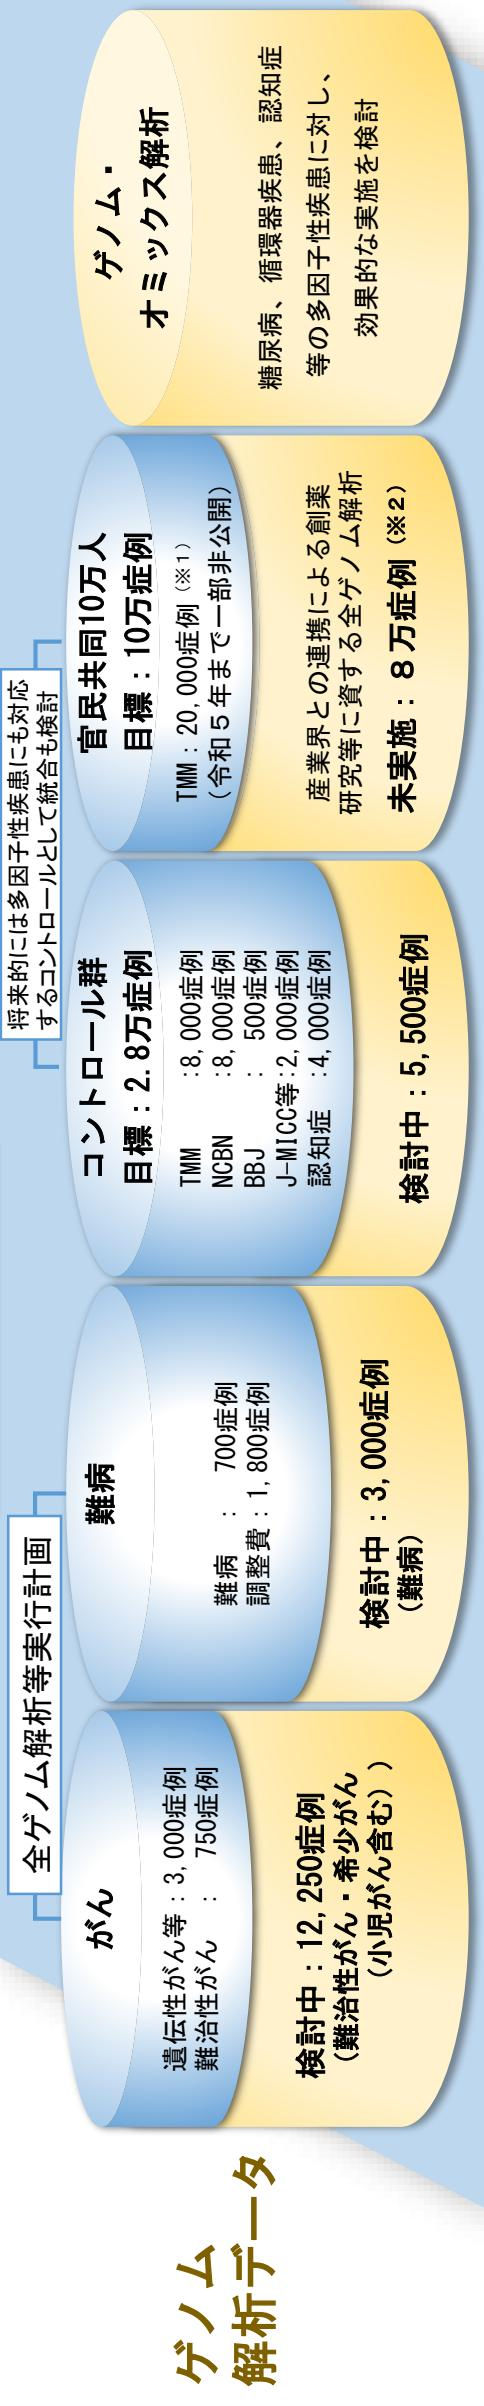 ゲノム
解析データ
全ゲノム解析等実行計画
がん
遺伝性がん等：3,000症例
難治性がん　：　750症例
検討中：12,250症例
（難治性がん・希少がん
（小児がん含む））
難病
難病　　：　700症例
調整費：1,800症例
検討中：3,000症例
（難病）
将来的には多因子性疾患にも対応
するコントロールとして統合も検討
コントロール群
目標：2.8万症例
TMM　　　:8,000症例
NCBN　　 :8,000症例
BBJ　　　:　500症例
J-MICC等:2,000症例
認知症　 :4,000症例
検討中：5,500症例
官民共同10万人
目標：10万症例
TMM：20,000症例（※１）
（令和５年まで一部非公開）
産業界との連携による創薬
研究等に資する全ゲノム解析
未実施：８万症例（※２）
ゲノム・
オミックス解析
糖尿病、循環器疾患、認知症
等の多因子性疾患に対し、
効果的な実施を検討